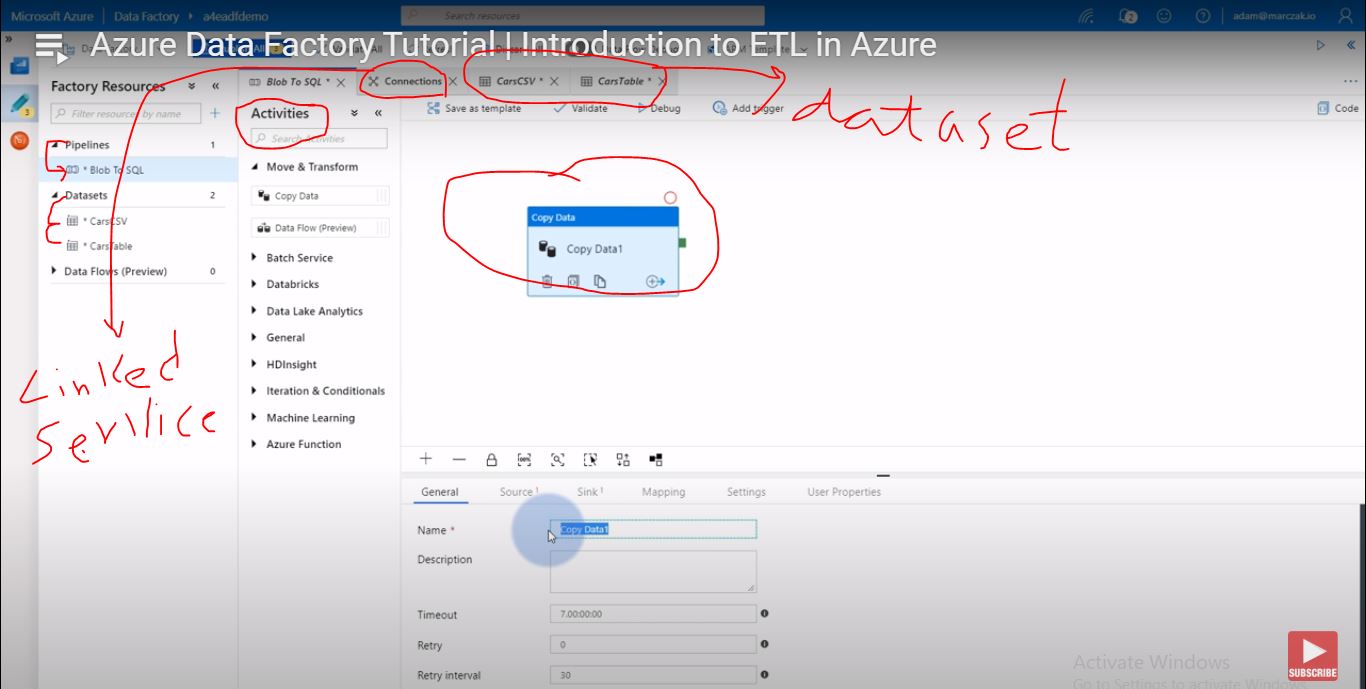 Microsoft Azure Data Factory a4eadfdemo Search resources 2 adam@marczak.io
Azure Data Factory Tutorial | Introduction to ETL in Azure
Factory Resources
Filter resources by name
Pipelines 1
* Blob To SQL
Datasets 2
* CarsCSV
* CarsTable
Data Flows (Preview) 0
Linked
Service
Blob To SQL * Connections CarsCSV * CarsTable *
dataset
Activities
Search Activities
Move & Transform
Copy Data
Data Flow (Preview)
Batch Service
Databricks
Data Lake Analytics
General
HDInsight
Iteration & Conditionals
Machine Learning
Azure Function
Save as template Validate Debug Add trigger Code
Copy Data
Copy Data1
General Source 1 Sink 1 Mapping Settings User Properties
Name * Copy Data1
Description
Timeout 7.00:00:00
Retry 0
Retry interval 30
SUBSCRIBE
Activate Windows
Go to Settings to activate Windows.